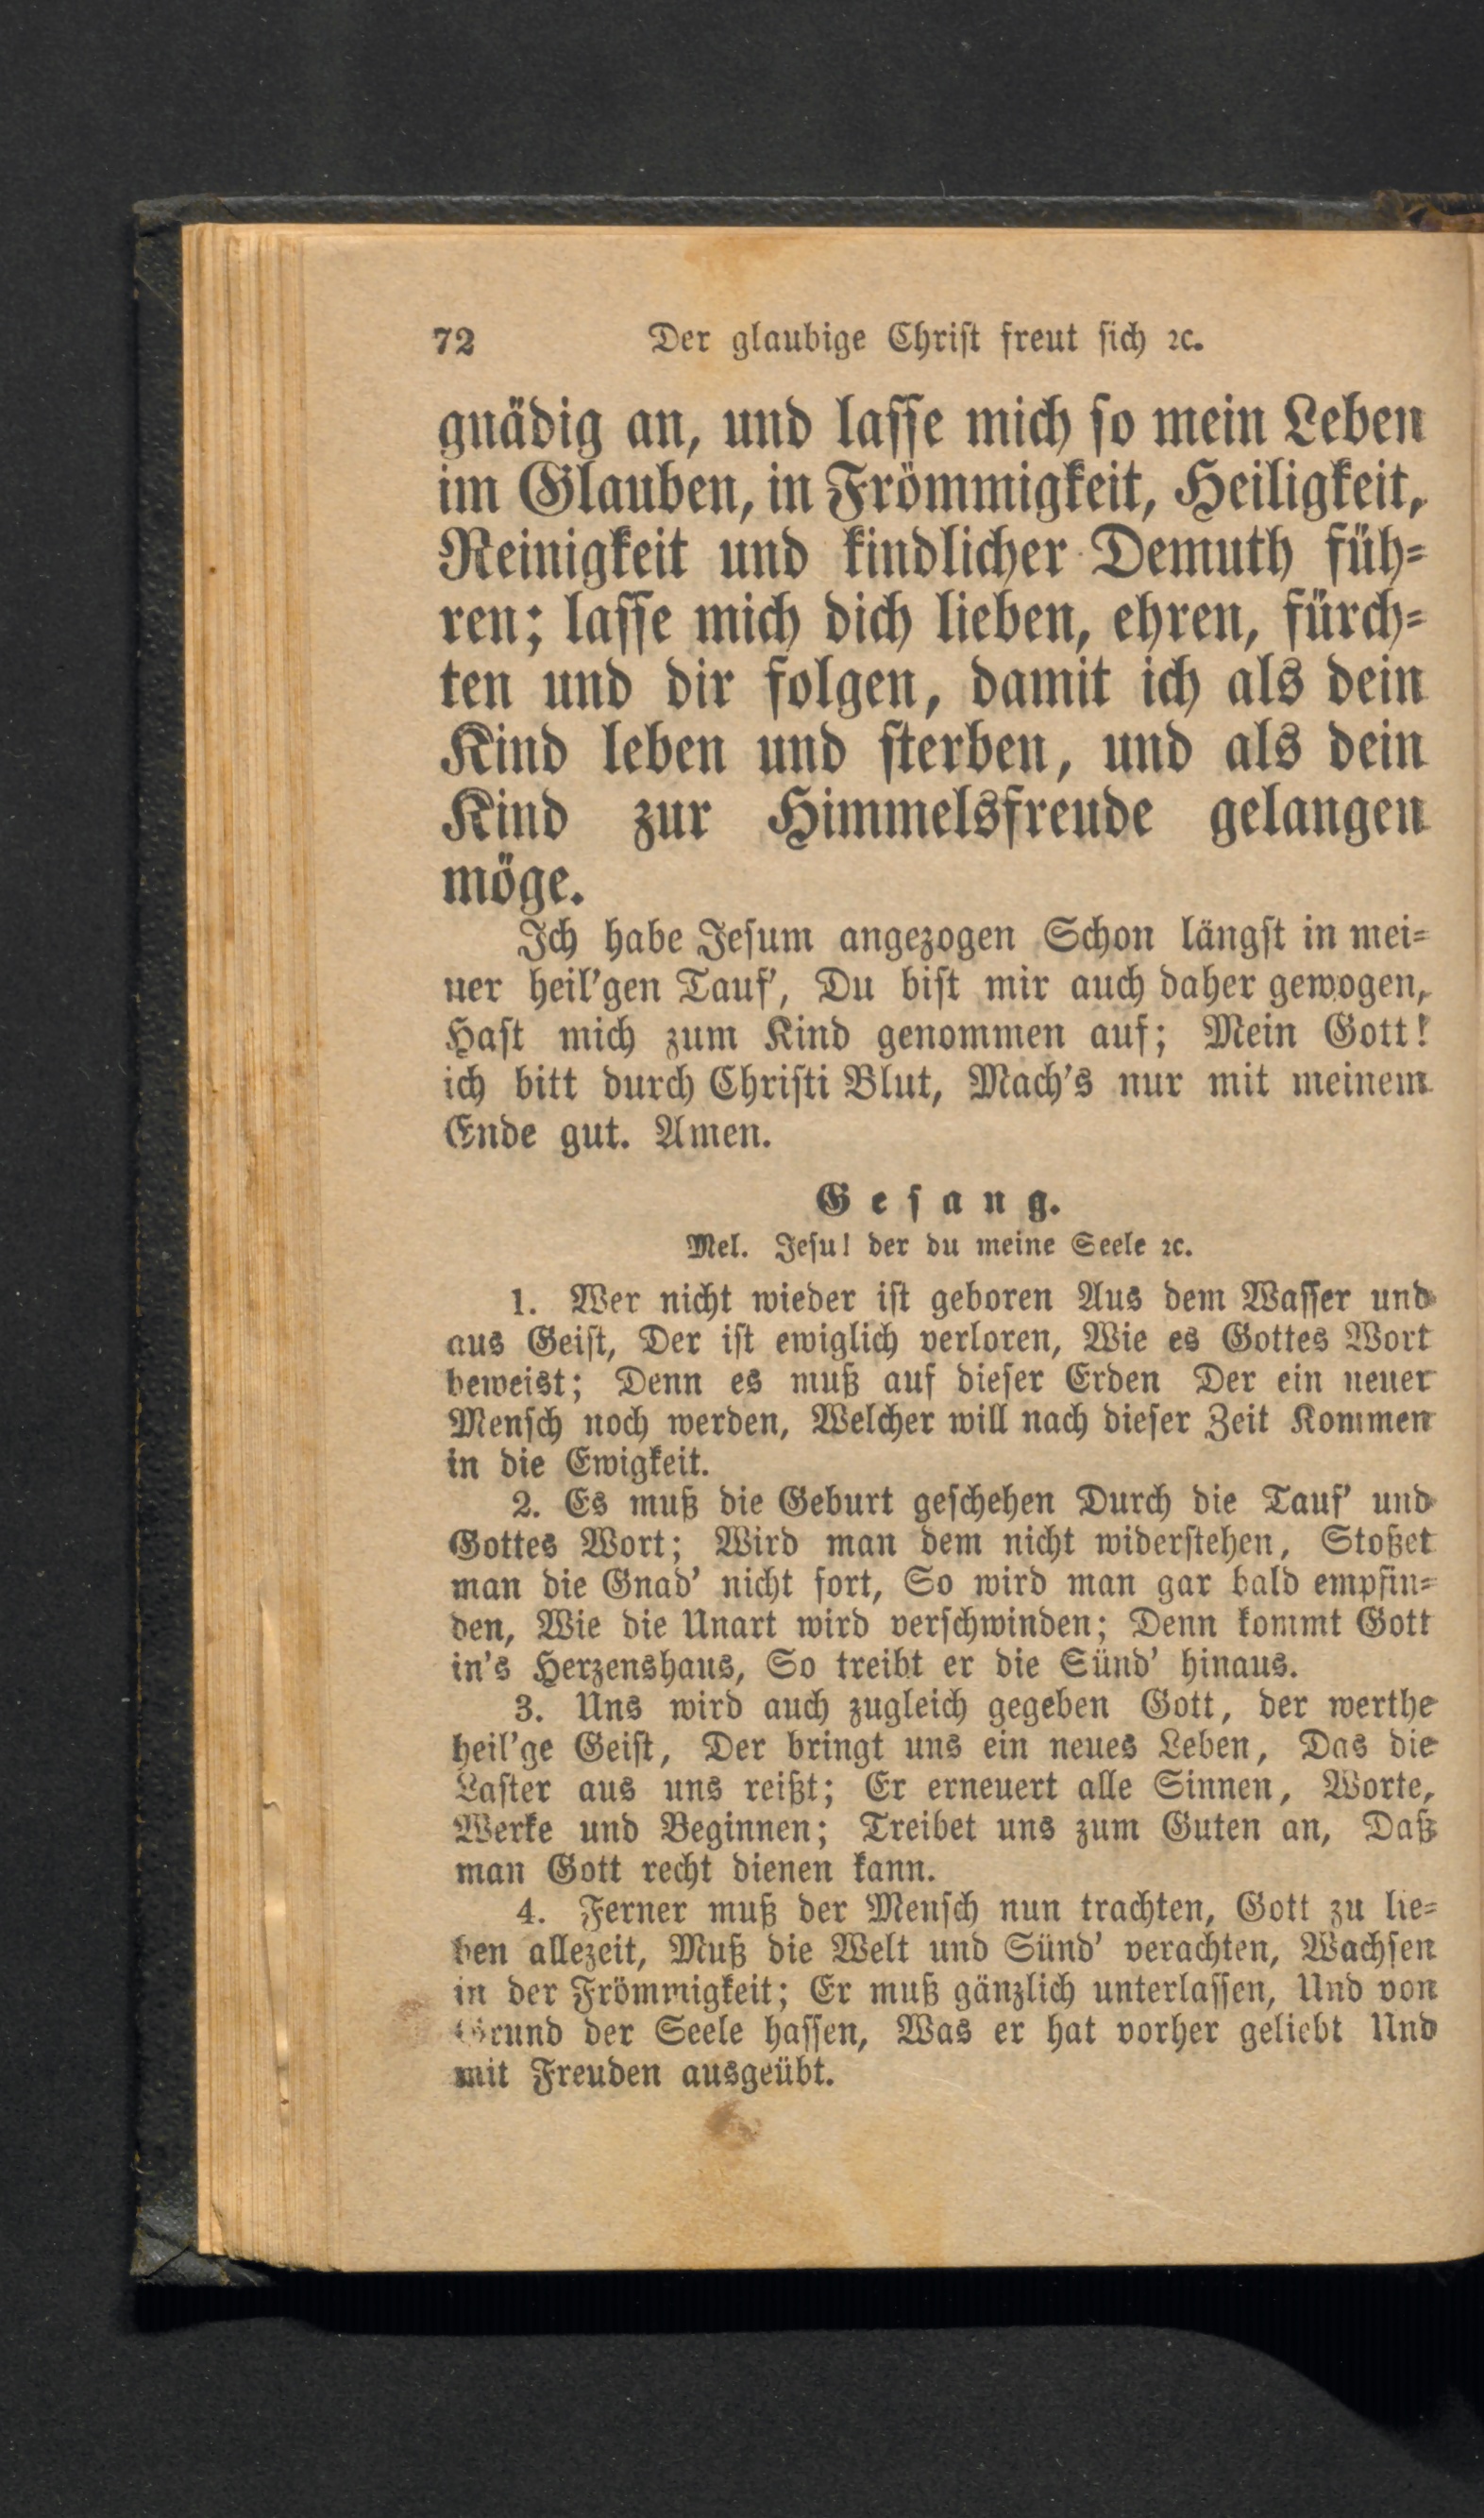 72 Der glaubige Christ freut sich ꝛc.
gnädig an, und lasse mich so mein Leben
im Glauben, in Frömmigkeit, Heiligkeit,
Reinigkeit und kindlicher Demuth füh-
ren; lasse mich dich lieben, ehren, fürch-
ten und dir folgen, damit ich als dein
Kind leben und sterben, und als dein
Kind zur Himmelsfreude gelangen
möge.
Ich habe Jesum angezogen Schon längst in mei-
ner heil'gen Tauf', Du bist mir auch daher gewogen,
Hast mich zum Kind genommen auf; Mein Gott!
ich bitt durch Christi Blut, Mach's nur mit meinem
Ende gut. Amen.
Gesang.
Mel. Jesu! der du meine Seele ꝛc.
1. Wer nicht wieder ist geboren Aus dem Wasser und
aus Geist, Der ist ewiglich verloren, Wie es Gottes Wort
beweist; Denn es muß auf dieser Erden Der ein neuer
Mensch noch werden, Welcher will nach dieser Zeit Kommen
in die Ewigkeit.
2. Es muß die Geburt geschehen Durch die Tauf' und
Gottes Wort; Wird man dem nicht widerstehen, Stoßet
man die Gnad' nicht fort, So wird man gar bald empfin-
den, Wie die Unart wird verschwinden; Denn kommt Gott
in's Herzenshaus, So treibt er die Sünd' hinaus.
3. Uns wird auch zugleich gegeben Gott, der werthe
heil'ge Geist, Der bringt uns ein neues Leben, Das die
Laster aus uns reißt; Er erneuert alle Sinnen, Worte,
Werke und Beginnen; Treibet uns zum Guten an, Daß
man Gott recht dienen kann.
4. Ferner muß der Mensch nun trachten, Gott zu lie-
ben allezeit, Muß die Welt und Sünd' verachten, Wachsen
in der Frömmigkeit; Er muß gänzlich unterlassen, Und von
Grund der Seele hassen, Was er hat vorher geliebt Und
mit Freuden ausgeübt.